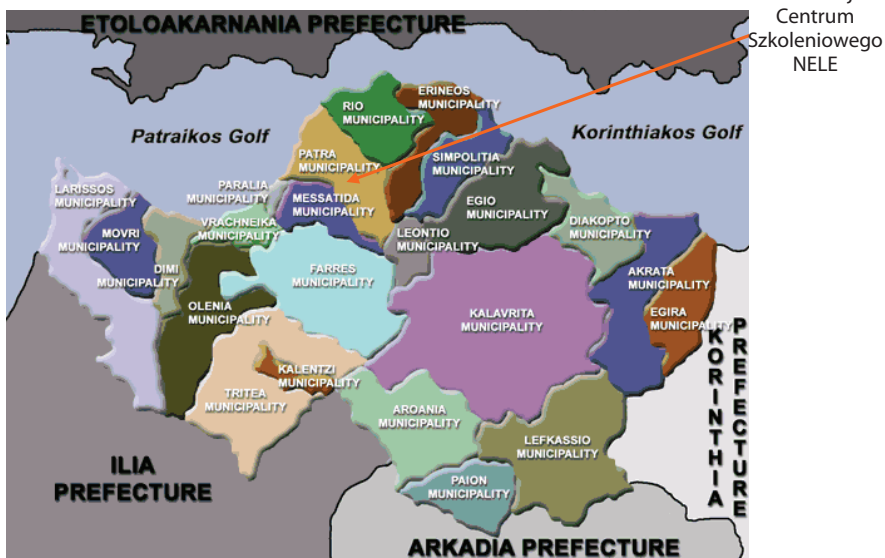 Centrum
Szkoleniowego
NELE
ETOLOAKARNANIA PREFECTURE
ERINEOS
MUNICIPALITY
RIO
MUNICIPALITY
Patraikos Golf
Korinthiakos Golf
PATRA
MUNICIPALITY
SIMPOLITIA
MUNICIPALITY
LARISSOS
MUNICIPALITY
PARALIA
MUNICIPALITY
MESSATIDA
MUNICIPALITY
EGIO
MUNICIPALITY
VRACHNEIKA
MUNICIPALITY
DIAKOPTO
MUNICIPALITY
MOVRI
MUNICIPALITY
LEONTIO
MUNICIPALITY
DIMI
MUNICIPALITY
FARRES
MUNICIPALITY
AKRATA
MUNICIPALITY
OLENIA
MUNICIPALITY
KALAVRITA
MUNICIPALITY
EGIRA
MUNICIPALITY
KALENTZI
MUNICIPALITY
TRITEA
MUNICIPALITY
AROANIA
MUNICIPALITY
LEFKASSIO
MUNICIPALITY
KORINTHIA
PREFECTURE
ILIA
PREFECTURE
PAION
MUNICIPALITY
ARKADIA PREFECTURE